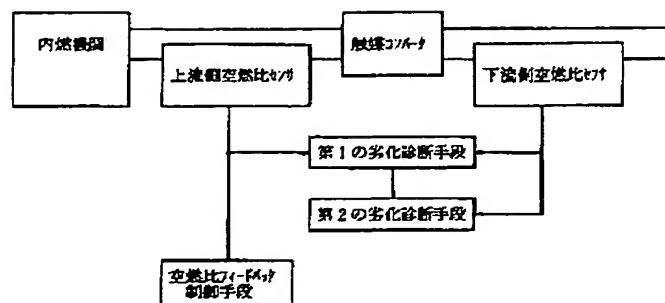 内燃機関
触媒ｺﾝﾊﾞｰﾀ
上流側空燃比ｾﾝｻ
下流側空燃比ｾﾝｻ
第1の劣化診断手段
第2の劣化診断手段
空燃比ﾌｨｰﾄﾞﾊﾞｯｸ
制御手段